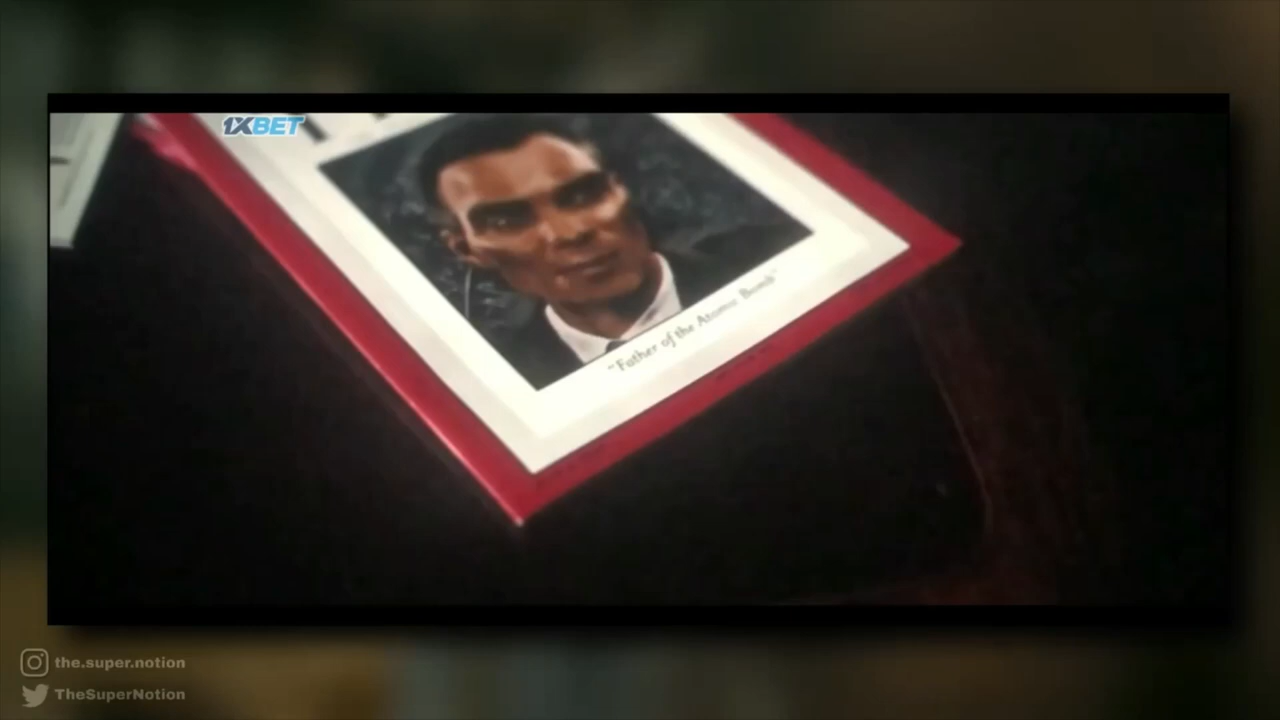 1XBET
"Father of the Atomic Bomb"
the.super.notion
TheSuperNotion